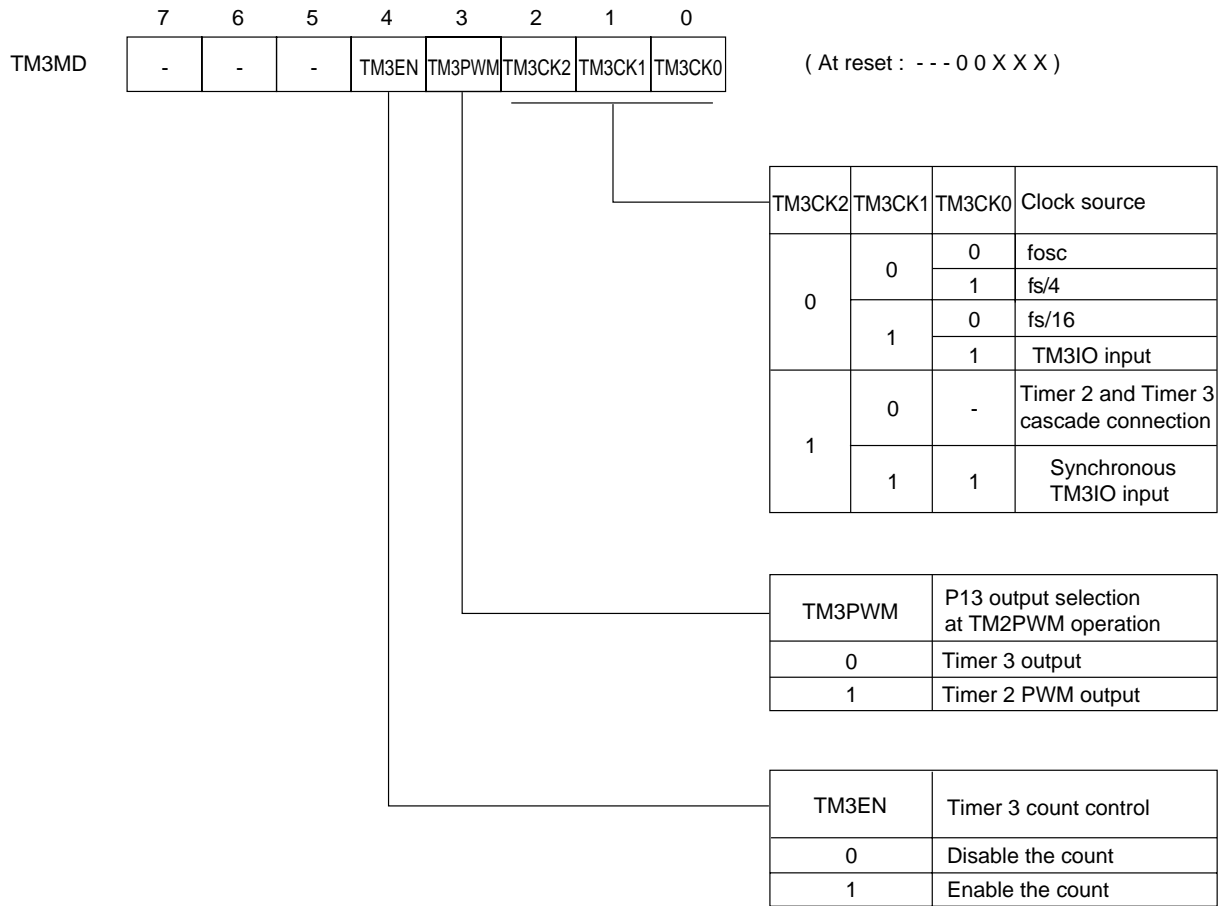 7 6 5 4 3 2 1 0
TM3MD - - - TM3EN TM3PWM TM3CK2 TM3CK1 TM3CK0 ( At reset : - - - 0 0 X X X )
TM3CK2 TM3CK1 TM3CK0 Clock source
0 0 0 fosc
1 fs/4
1 0 fs/16
1 TM3IO input
1 0 - Timer 2 and Timer 3
cascade connection
1 1 Synchronous
TM3IO input
TM3PWM P13 output selection
at TM2PWM operation
0 Timer 3 output
1 Timer 2 PWM output
TM3EN Timer 3 count control
0 Disable the count
1 Enable the count